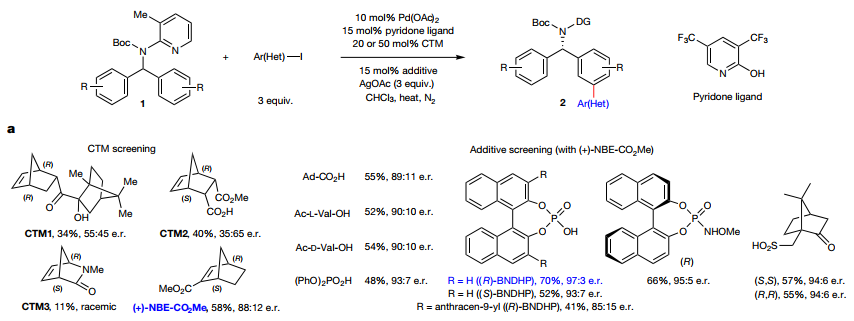 Me
N
Boc
N
R
R
1
+
Ar(Het)—I
3 equiv.
10 mol% Pd(OAc)2
15 mol% pyridone ligand
20 or 50 mol% CTM
15 mol% additive
AgOAc (3 equiv.)
CHCl3, heat, N2
Boc
DG
N
R
R
2
Ar(Het)
F3C
CF3
N
OH
Pyridone ligand
a
CTM screening
(R)
(R)
Me
O
OH
Me
Me
CTM1, 34%, 55:45 e.r.
(R)
(S)
CO2Me
CO2H
CTM2, 40%, 35:65 e.r.
(R)
NMe
(S)
O
CTM3, 11%, racemic
(R)
MeO2C
(S)
(+)-NBE-CO2Me, 58%, 88:12 e.r.
Additive screening (with (+)-NBE-CO2Me)
Ad-CO2H 55%, 89:11 e.r.
Ac-L-Val-OH 52%, 90:10 e.r.
Ac-D-Val-OH 54%, 90:10 e.r.
(PhO)2PO2H 48%, 93:7 e.r.
R
O
O
P
O
OH
R
R = H ((R)-BNDHP), 70%, 97:3 e.r.
R = H ((S)-BNDHP), 52%, 93:7 e.r.
R = anthracen-9-yl ((R)-BNDHP) 41%, 85:15 e.r.
O
O
P
O
NHOMe
(R)
66%, 95:5 e.r.
HO2S
O
(S,S), 57%, 94:6 e.r.
(R,R), 55%, 94:6 e.r.